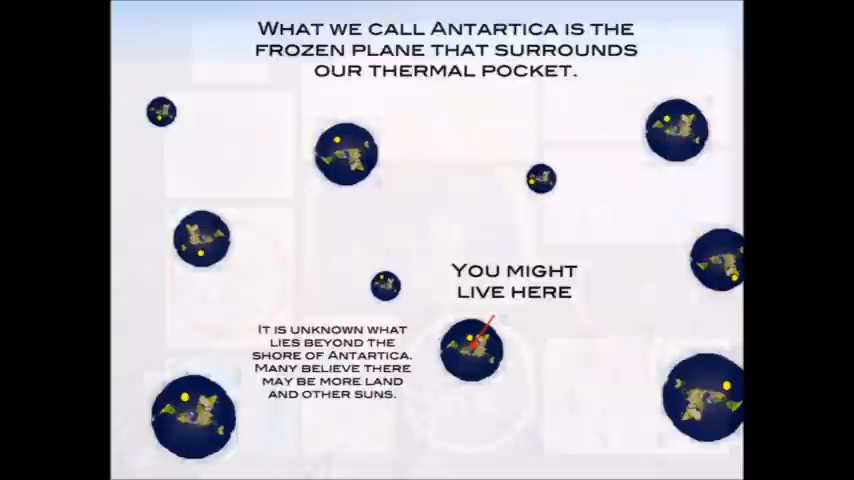 What we call Antartica is the
frozen plane that surrounds
our thermal pocket.
You might
live here
It is unknown what
lies beyond the
shore of Antartica.
Many believe there
may be more land
and other suns.